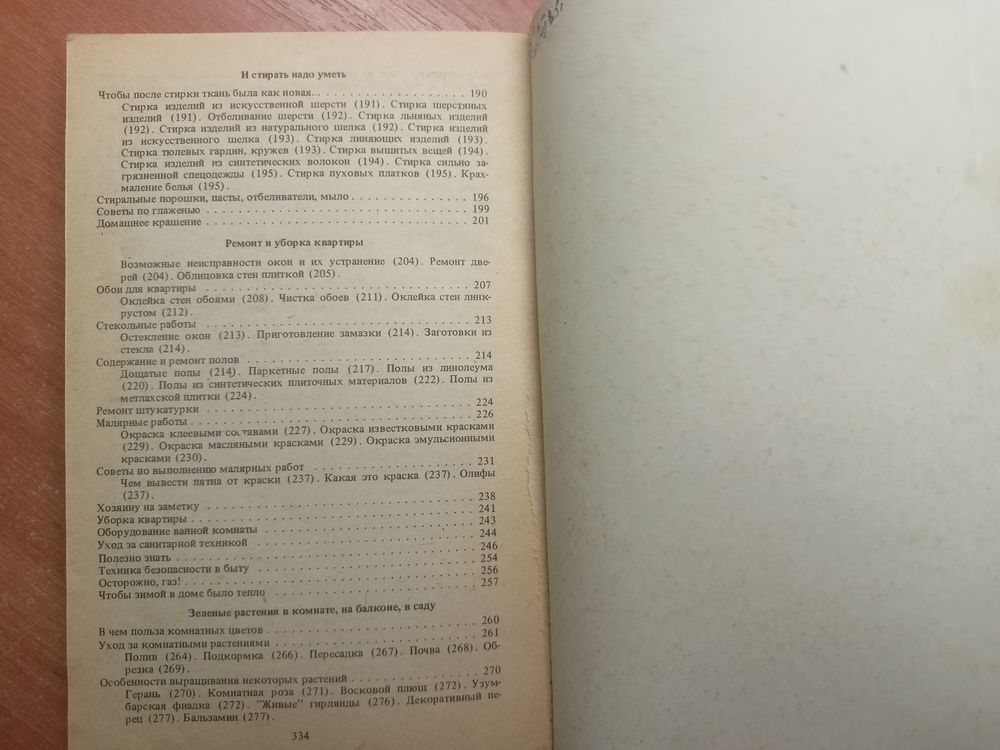 И стирать надо уметь
Чтобы после стирки ткань была как новая... . . . . . . . . . . . . . . . . . . 190
Стирка изделий из искусственной шерсти (191). Стирка шерстяных
изделий (191). Отбеливание шерсти (192). Стирка льняных изделий
(192). Стирка изделий из натурального шелка (192). Стирка изделий
из искусственного шелка (193). Стирка линяющих изделий (193).
Стирка тюлевых гардин, кружев (193). Стирка вышитых вещей (194).
Стирка изделий из синтетических волокон (194). Стирка сильно за-
грязненной спецодежды (195). Стирка пуховых платков (195). Крах-
маление белья (195).
Стиральные порошки, пасты, отбеливатели, мыло . . . . . . . . . . . . . . . 196
Советы по глаженью . . . . . . . . . . . . . . . . . . . . . . . . . . . . . . 199
Домашнее крашение . . . . . . . . . . . . . . . . . . . . . . . . . . . . . . 201
Ремонт и уборка квартиры
Возможные неисправности окон и их устранение (204). Ремонт две-
рей (204). Облицовка стен плиткой (205).
Обои для квартиры . . . . . . . . . . . . . . . . . . . . . . . . . . . . . . 207
Оклейка стен обоями (208). Чистка обоев (211). Оклейка стен линк-
рустом (212).
Стекольные работы . . . . . . . . . . . . . . . . . . . . . . . . . . . . . . 213
Остекление окон (213). Приготовление замазки (214). Заготовки из
стекла (214).
Содержание и ремонт полов . . . . . . . . . . . . . . . . . . . . . . . . . 214
Дощатые полы (214). Паркетные полы (217). Полы из линолеума
(220). Полы из синтетических плиточных материалов (222). Полы из
метлахской плитки (224).
Ремонт штукатурки . . . . . . . . . . . . . . . . . . . . . . . . . . . . . . 224
Малярные работы . . . . . . . . . . . . . . . . . . . . . . . . . . . . . . . 226
Окраска клеевыми составами (227). Окраска известковыми красками
(229). Окраска масляными красками (229). Окраска эмульсионными
красками (230).
Советы по выполнению малярных работ . . . . . . . . . . . . . . . . . . . 231
Чем вывести пятна от краски (237). Какая это краска (237). Олифы
(237).
Хозяину на заметку . . . . . . . . . . . . . . . . . . . . . . . . . . . . . . 238
Уборка квартиры . . . . . . . . . . . . . . . . . . . . . . . . . . . . . . . 241
Оборудование ванной комнаты . . . . . . . . . . . . . . . . . . . . . . . . 243
Уход за санитарной техникой . . . . . . . . . . . . . . . . . . . . . . . . . 244
Полезно знать . . . . . . . . . . . . . . . . . . . . . . . . . . . . . . . . . 246
Техника безопасности в быту . . . . . . . . . . . . . . . . . . . . . . . . . 254
Осторожно, газ! . . . . . . . . . . . . . . . . . . . . . . . . . . . . . . . . 256
Чтобы зимой в доме было тепло . . . . . . . . . . . . . . . . . . . . . . . 257
Зеленые растения в комнате, на балконе, в саду
В чем польза комнатных цветов . . . . . . . . . . . . . . . . . . . . . . . . 260
Уход за комнатными растениями . . . . . . . . . . . . . . . . . . . . . . . 261
Полив (264). Подкормка (266). Пересадка (267). Почва (268). Об-
резка (269).
Особенности выращивания некоторых растений . . . . . . . . . . . . . . . 270
Герань (270). Комнатная роза (271). Восковой плющ (272). Узум-
барская фиалка (272). "Живые" гирлянды (276). Декоративный пе-
рец (277). Бальзамин (277).
334